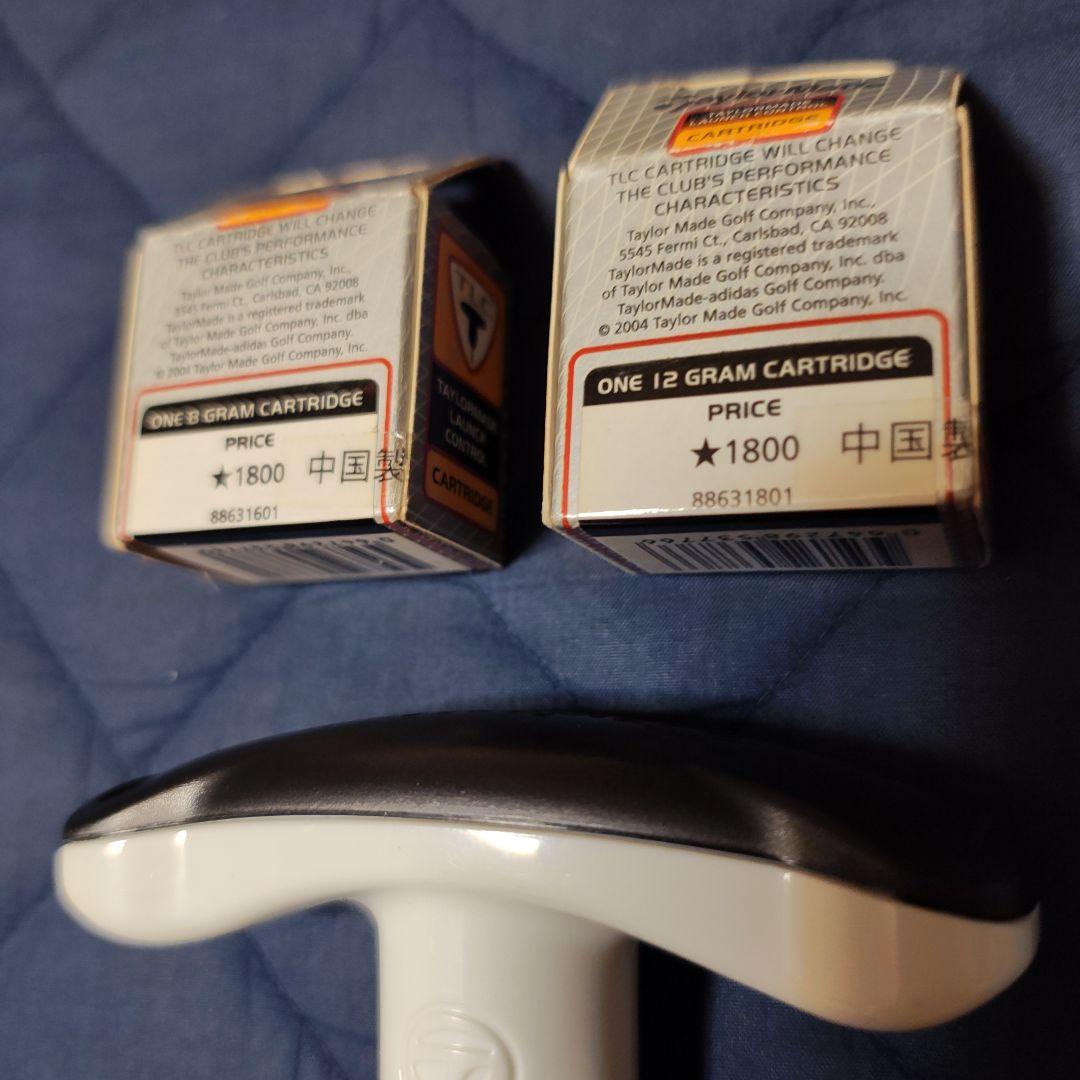 TLC CARTRIDGE WILL CHANGE
THE CLUB'S PERFORMANCE
CHARACTERISTICS
Taylor Made Golf Company, Inc.,
5545 Fermi Ct., Carlsbad, CA 92008
TaylorMade is a registered trademark
of Taylor Made Golf Company, Inc. dba
TaylorMade-adidas Golf Company.
© 2004 Taylor Made Golf Company, Inc.
ONE 8 GRAM CARTRIDGE
PRICE
★1800 中国製
88631601
TLC
TAYLORMADE
LAUNCH
CONTROL
CARTRIDGE
TaylorMade
TAYLORMADE
LAUNCH CONTROL
CARTRIDGE
TLC CARTRIDGE WILL CHANGE
THE CLUB'S PERFORMANCE
CHARACTERISTICS
Taylor Made Golf Company, Inc.,
5545 Fermi Ct., Carlsbad, CA 92008
TaylorMade is a registered trademark
of Taylor Made Golf Company, Inc. dba
TaylorMade-adidas Golf Company.
© 2004 Taylor Made Golf Company, Inc.
ONE 12 GRAM CARTRIDGE
PRICE
★1800 中国製
88631801